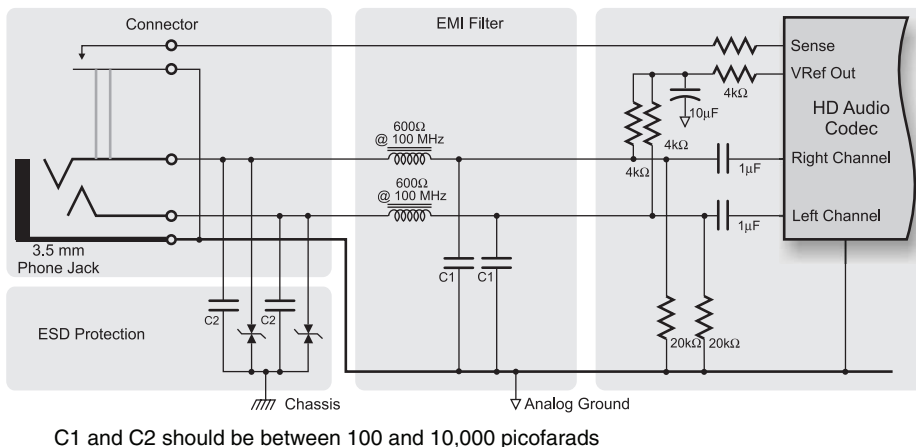 Connector
EMI Filter
Sense
VRef Out
4kΩ
10µF
HD Audio
Codec
600Ω
@ 100 MHz
4kΩ
4kΩ
Right Channel
1µF
600Ω
@ 100 MHz
Left Channel
1µF
3.5 mm
Phone Jack
C1
C1
C2
C2
ESD Protection
20kΩ
20kΩ
Chassis
Analog Ground
C1 and C2 should be between 100 and 10,000 picofarads